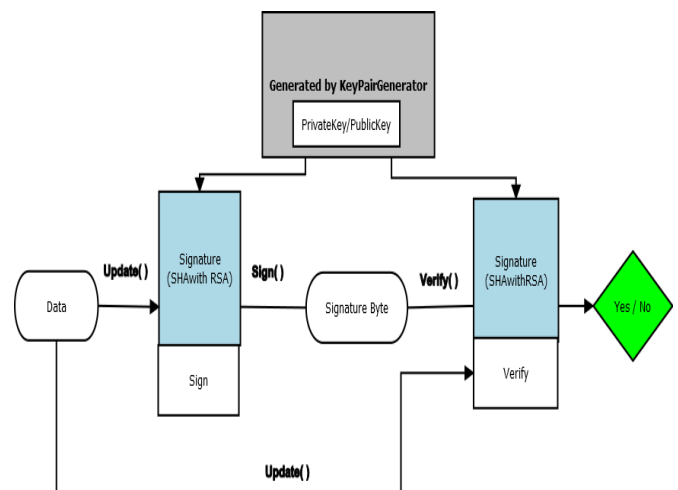 Generated by KeyPairGenerator
PrivateKey/PublicKey
Signature
(SHAwith RSA)
Signature
(SHAwithRSA)
Update( )
Sign( )
Verify( )
Data
Signature Byte
Yes / No
Sign
Verify
Update( )